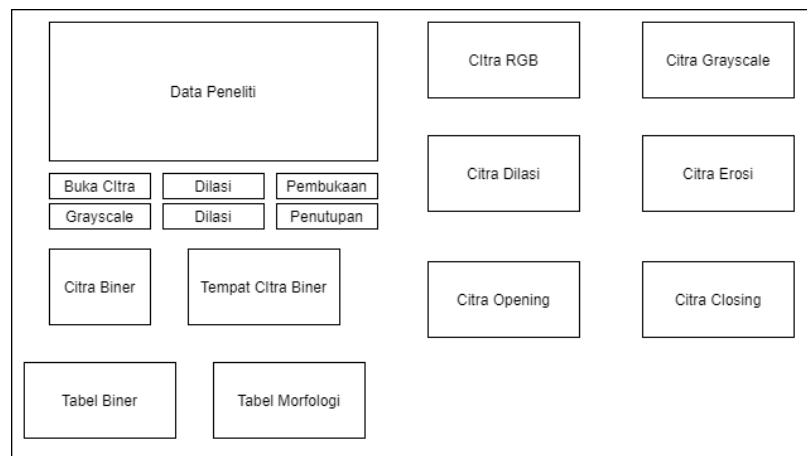 Data Peneliti
CItra RGB
Citra Grayscale
Citra Dilasi
Citra Erosi
Buka CItra
Dilasi
Pembukaan
Grayscale
Dilasi
Penutupan
Citra Biner
Tempat CItra Biner
Citra Opening
Citra Closing
Tabel Biner
Tabel Morfologi